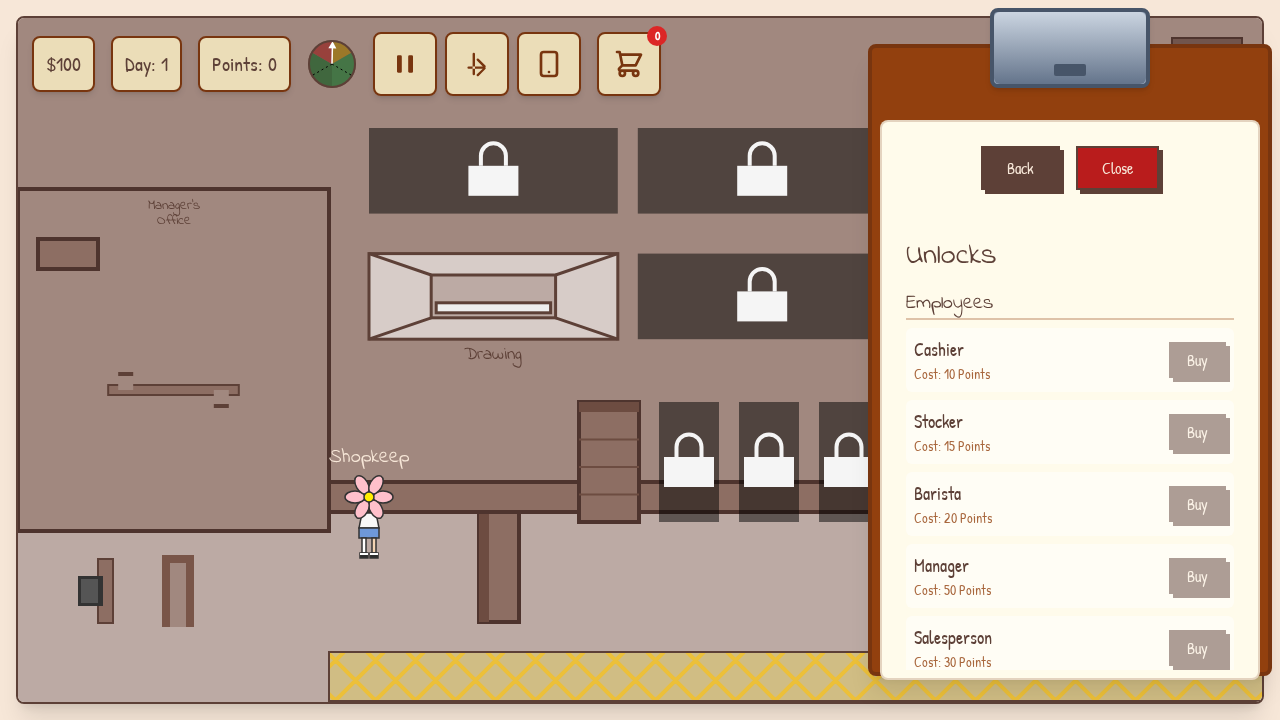 $100
Day: 1
Points: 0
0
Manager's
Office
Drawing
Shopkeep
Back
Close
Unlocks
Employees
Cashier
Cost: 10 Points
Buy
Stocker
Cost: 15 Points
Buy
Barista
Cost: 20 Points
Buy
Manager
Cost: 50 Points
Buy
Salesperson
Cost: 30 Points
Buy